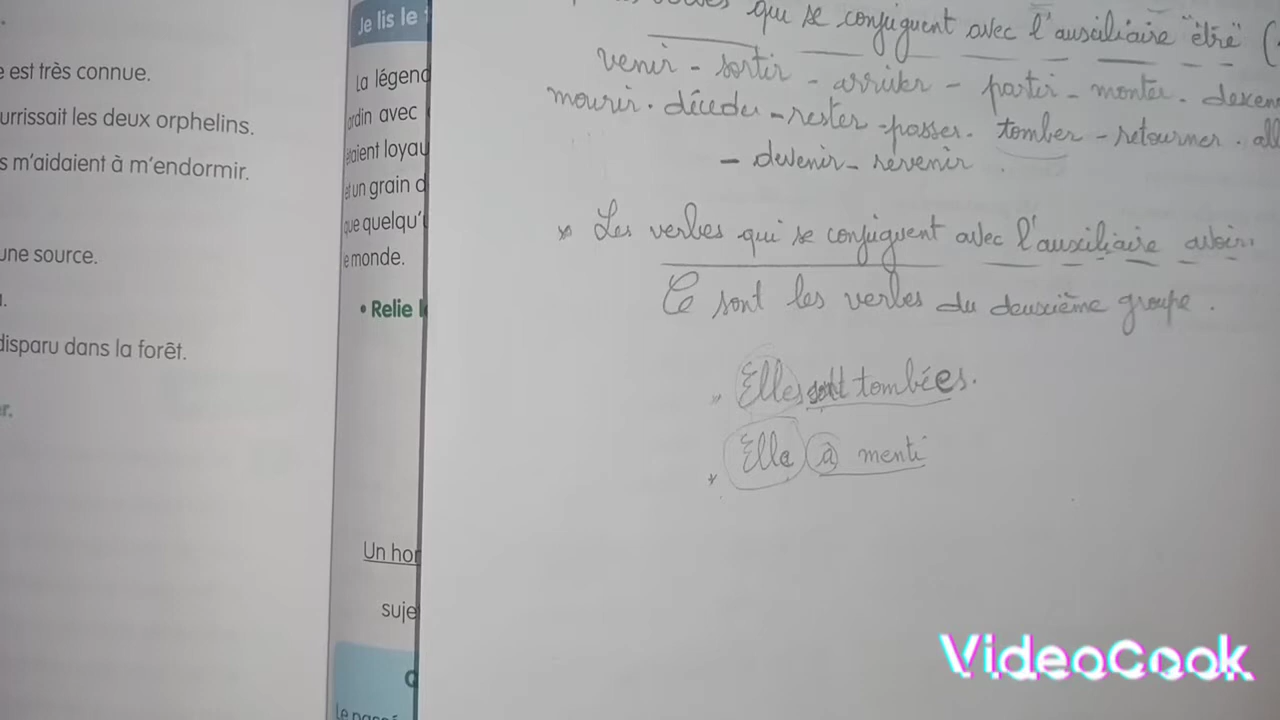 e est très connue.
urrissait les deux orphelins.
s m'aidaient à m'endormir.
une source.
disparu dans la forêt.
er.
Je lis le
La légend
ardin avec
étaient loyau
et un grain d
que quelqu'u
e monde.
• Relie l
Un hor
suje
qui se conjuguent avec l'auxiliaire "être" (
venir - sortir - arriver - partir - monter - descen
mourir . décéder - rester - passer - tomber - retourner . all
- devenir - revenir
* Les verbes qui se conjuguent avec l'auxiliaire avoir.
Ce sont les verbes du deuxième groupe.
* Elles sont tombées.
* Elle à menti
VideoCook